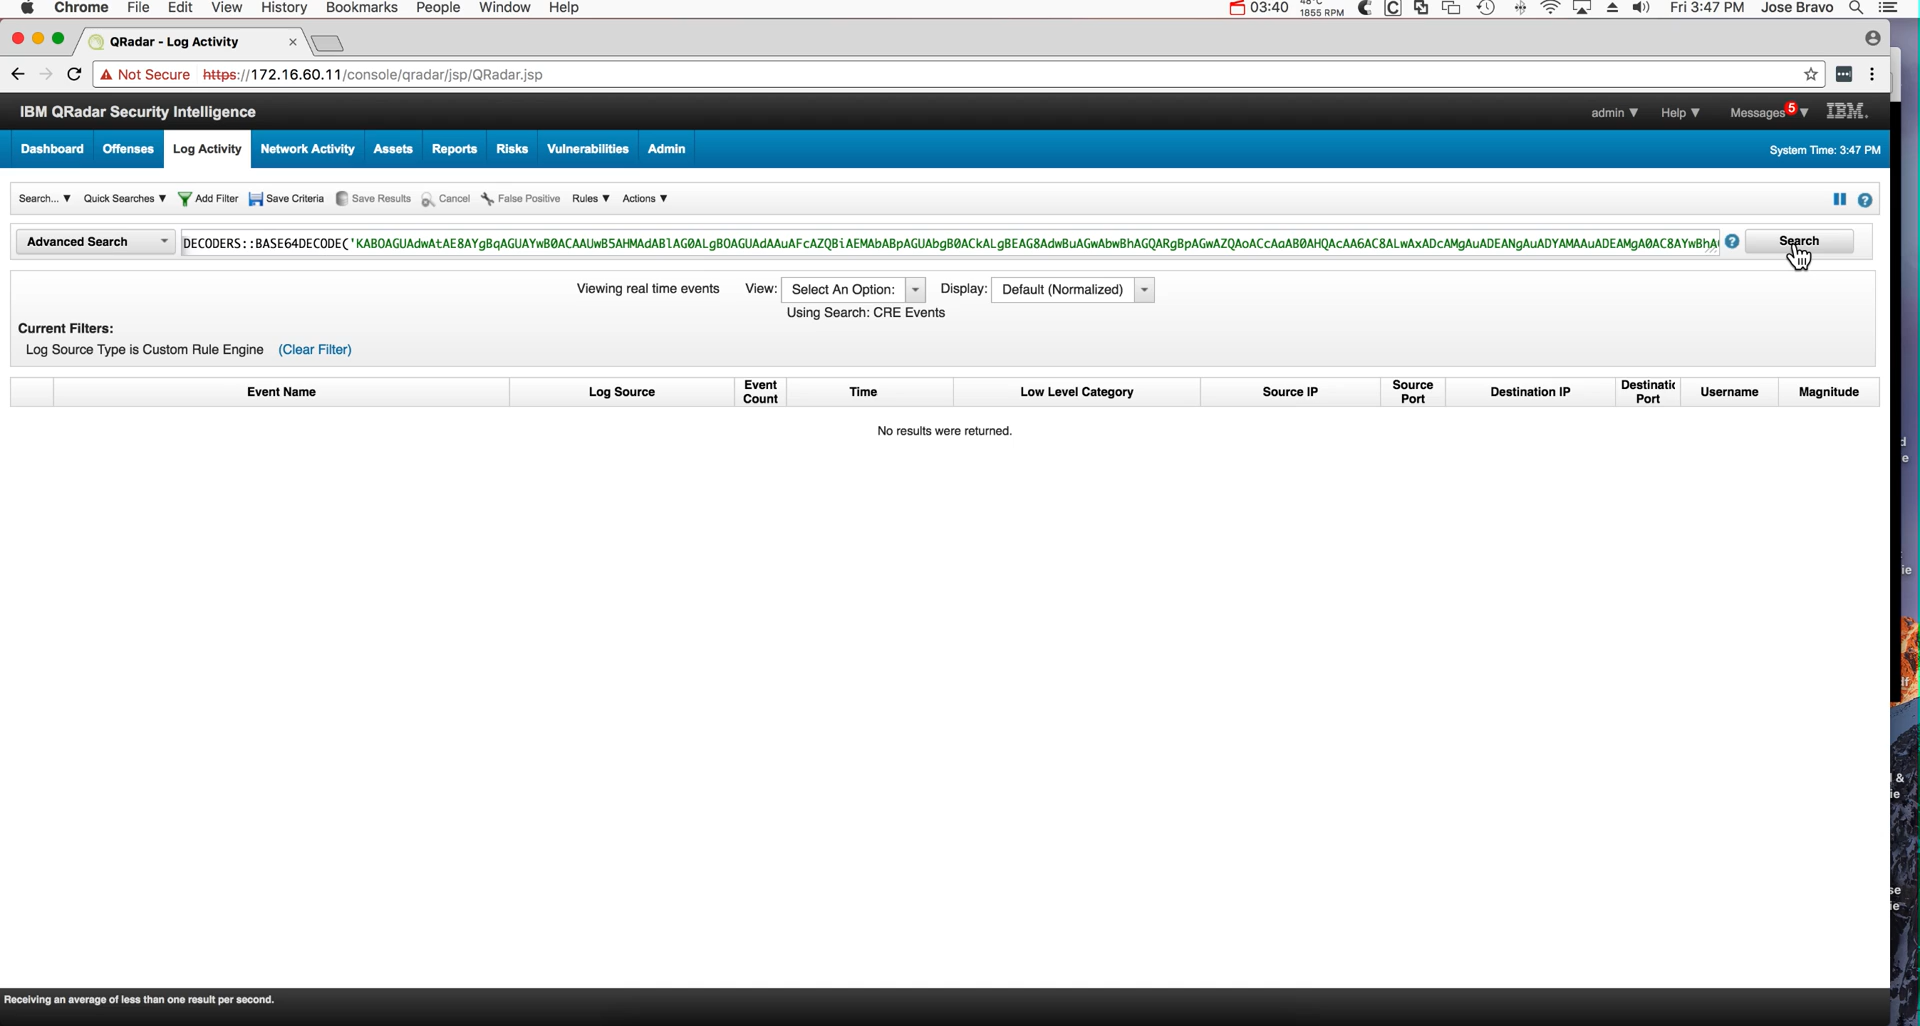 Chrome File Edit View History Bookmarks People Window Help 03:40 48°C 1855 RPM Fri 3:47 PM Jose Bravo
QRadar - Log Activity
Not Secure https://172.16.60.11/console/qradar/jsp/QRadar.jsp
IBM QRadar Security Intelligence admin ▼ Help ▼ Messages 5 ▼ IBM.
Dashboard Offenses Log Activity Network Activity Assets Reports Risks Vulnerabilities Admin System Time: 3:47 PM
Search... ▼ Quick Searches ▼ Add Filter Save Criteria Save Results Cancel False Positive Rules ▼ Actions ▼
Advanced Search DECODERS::BASE64DECODE( Search
Viewing real time events View: Select An Option: Display: Default (Normalized)
Using Search: CRE Events
Current Filters:
Log Source Type is Custom Rule Engine (Clear Filter)
Event Name Log Source Event Count Time Low Level Category Source IP Source Port Destination IP Port Username Magnitude
No results were returned.
Receiving an average of less than one result per second.